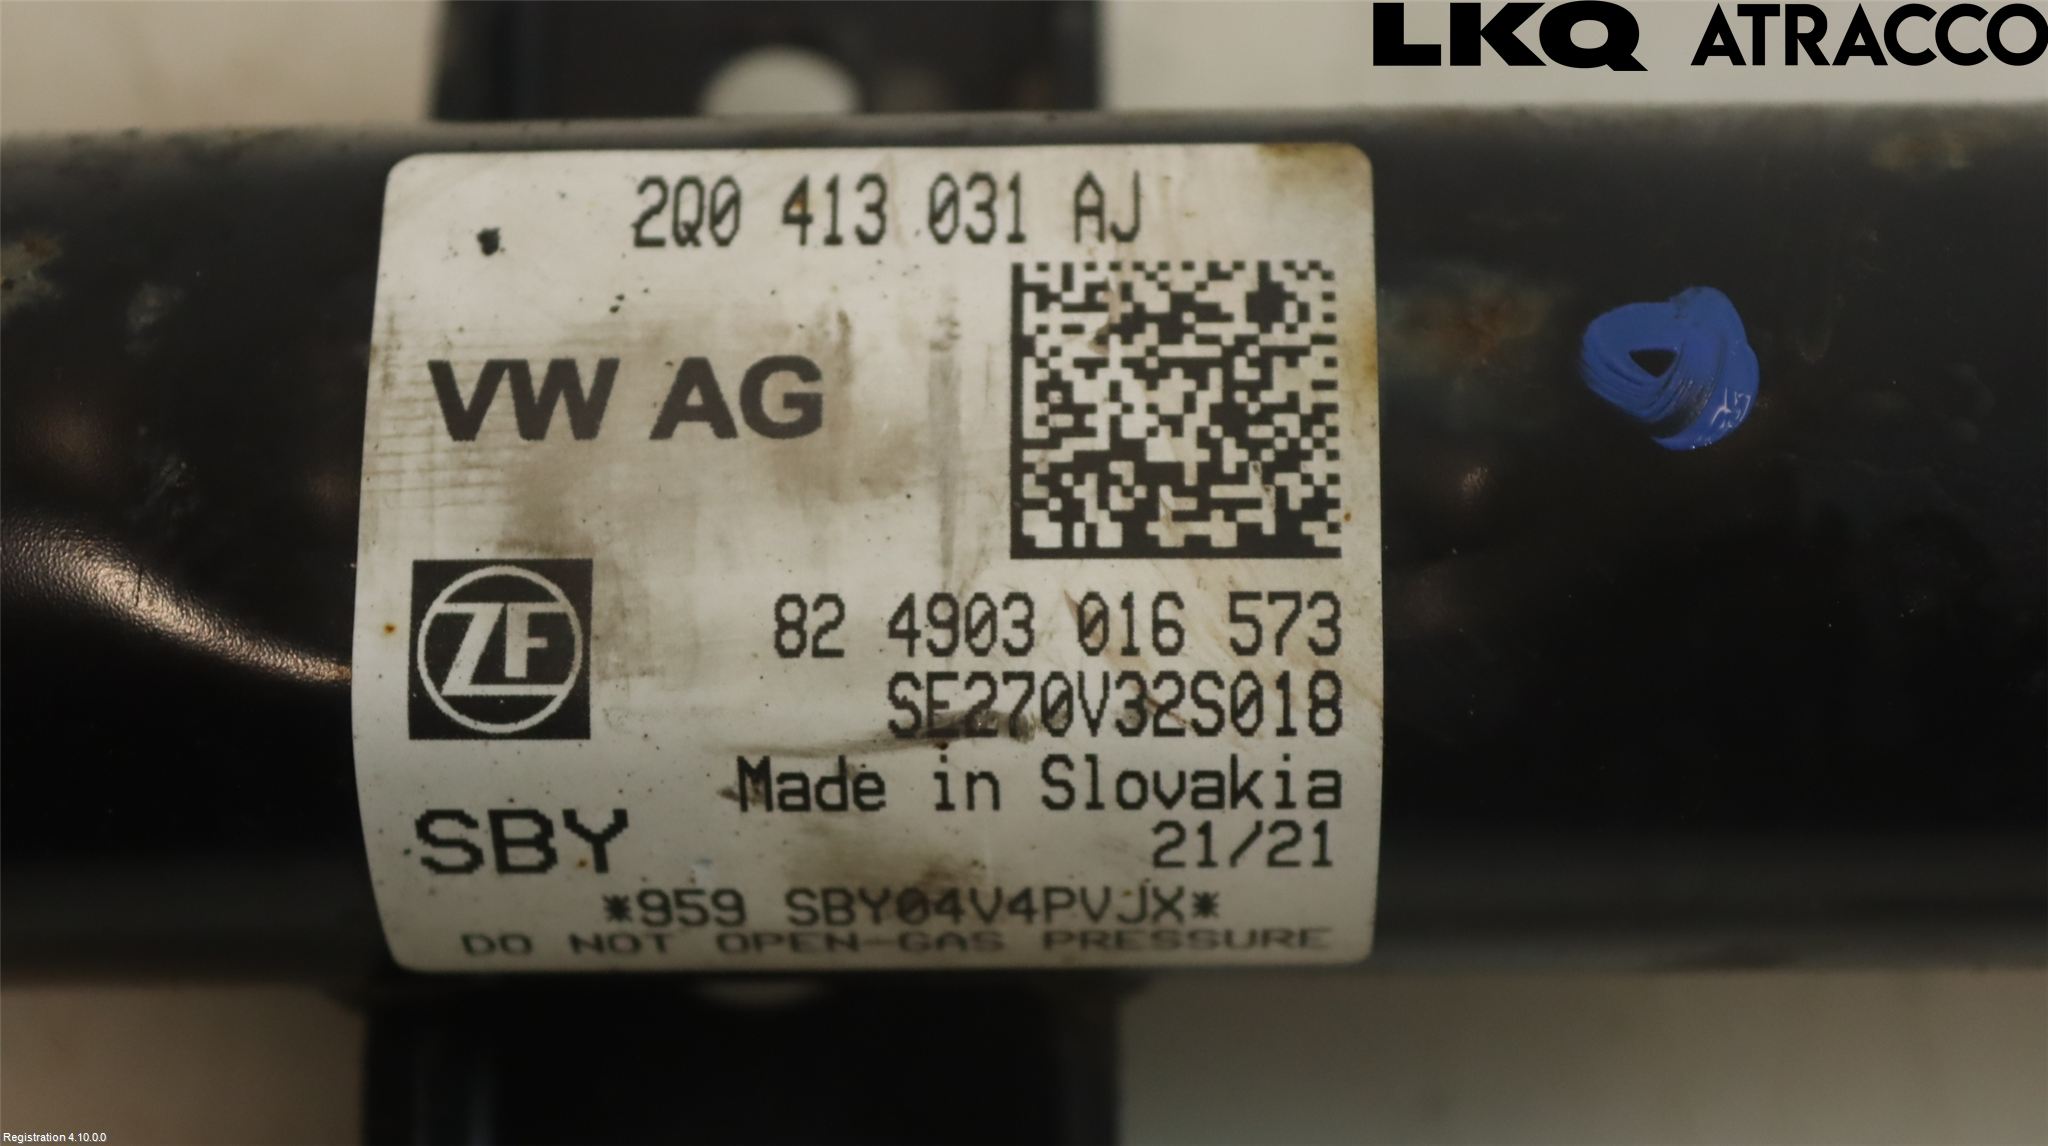 LKQ ATRACCO
2Q0 413 031 AJ
VW AG
ZF
82 4903 016 573
SE270V32S018
Made in Slovakia
SBY
21/21
*959 SBY04V4PVJX*
DO NOT OPEN-GAS PRESSURE
Registration 4.10.0.0